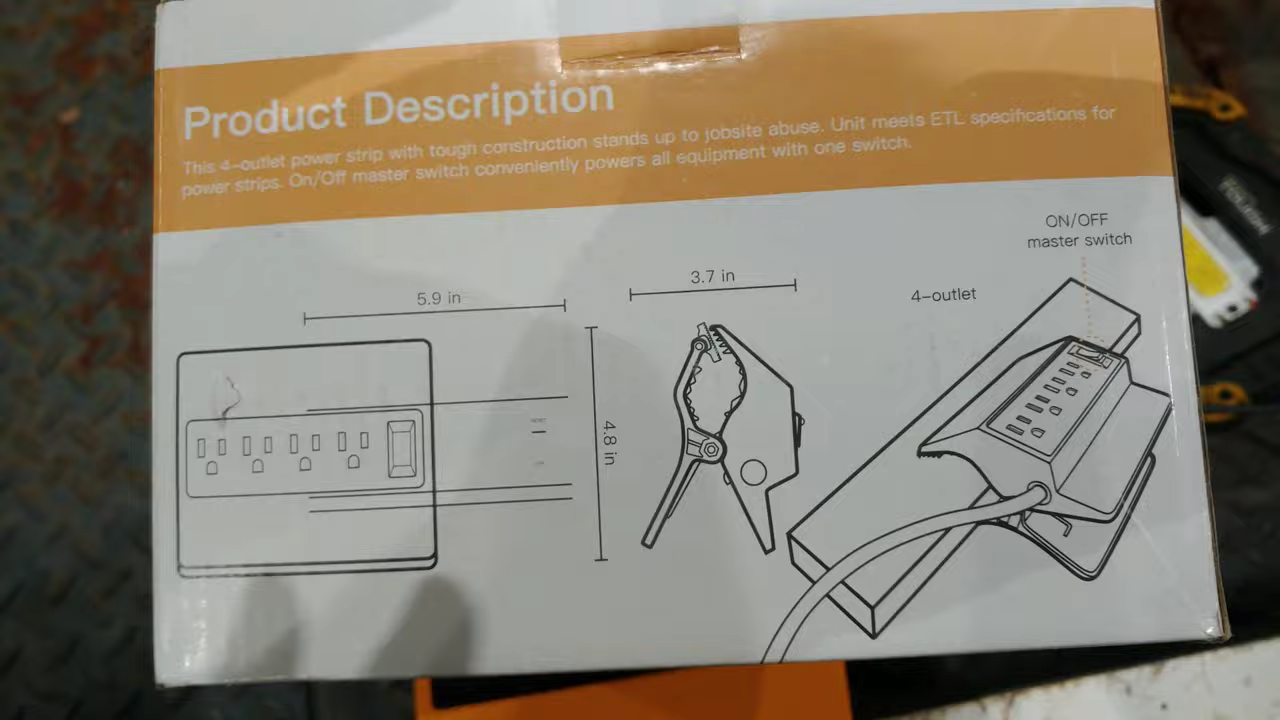 Product Description
This 4-outlet power strip with tough construction stands up to jobsite abuse. Unit meets ETL specifications for
power strips. On/Off master switch conveniently powers all equipment with one switch.
ON/OFF
master switch
5.9 in
3.7 in
4-outlet
4.8 in